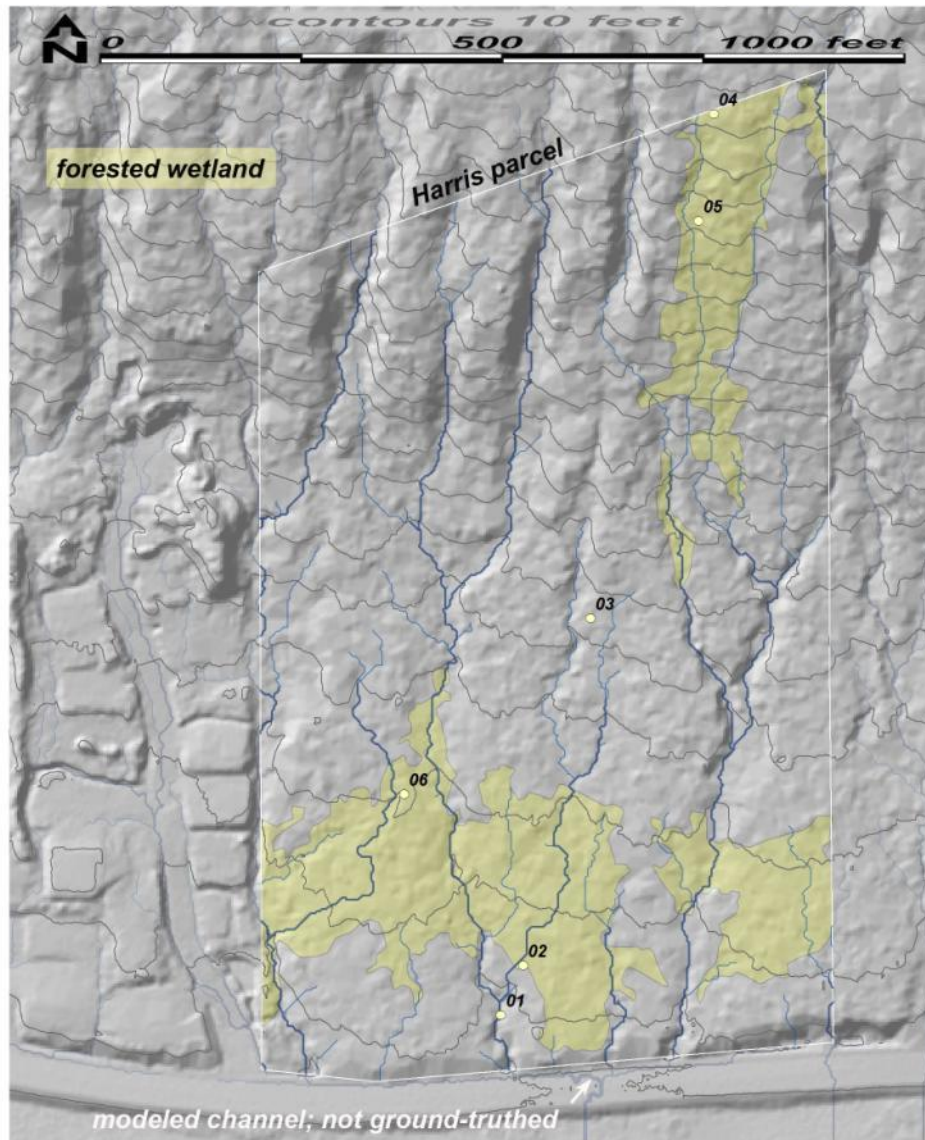 contours 10 feet
N
0 500 1000 feet
04
Harris parcel
forested wetland
05
03
06
02
01
modeled channel; not ground-truthed